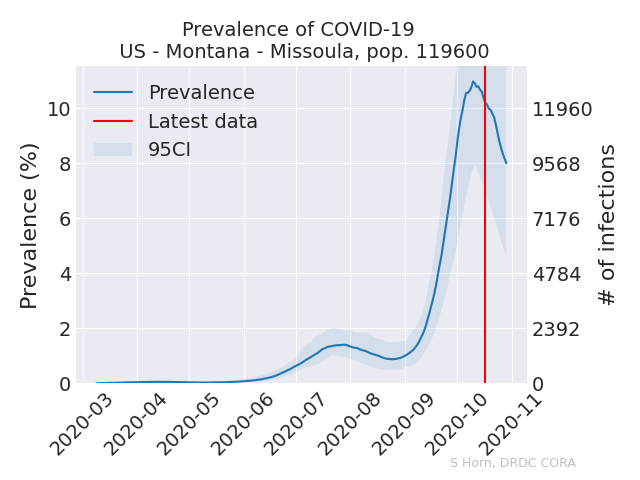 Prevalence of COVID-19
US - Montana - Missoula, pop. 119600
Prevalence
Latest data
95CI
Prevalence (%)
10
8
6
4
2
0
11960
9568
7176
4784
2392
0
# of infections
2020-03
2020-04
2020-05
2020-06
2020-07
2020-08
2020-09
2020-10
2020-11
S Horn, DRDC CORA